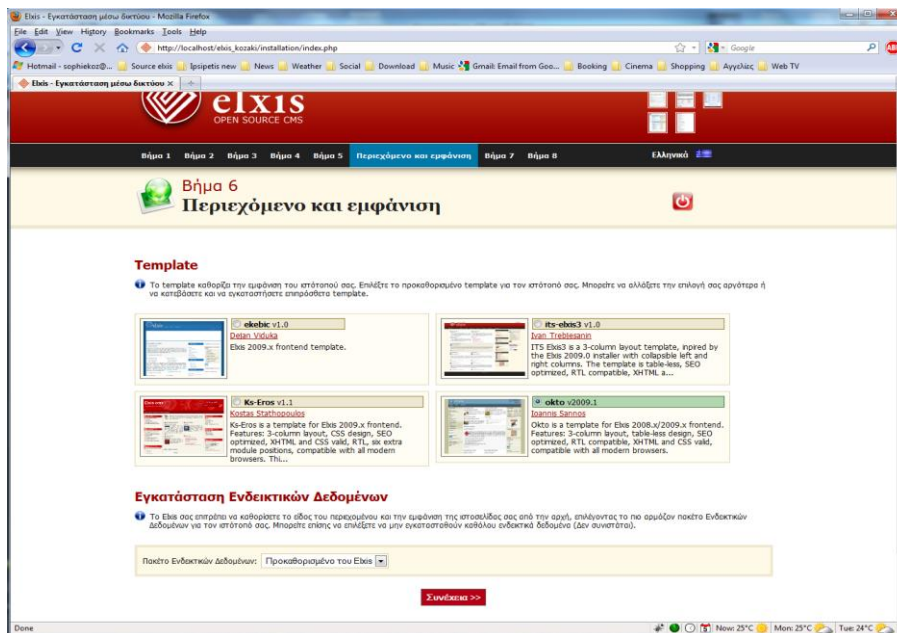 Elxis - Εγκατάσταση μέσω δικτύου - Mozilla Firefox
File Edit View History Bookmarks Tools Help
http://localhost/elxis_kozaki/installation/index.php
Google
Hotmail - sophiekoz@... Source elxis Ipsipetis new News Weather Social Download Music Gmail: Email from Goo... Booking Cinema Shopping Αγγελίες Web TV
Elxis - Εγκατάσταση μέσω δικτύου
elxis
OPEN SOURCE CMS
Βήμα 1 Βήμα 2 Βήμα 3 Βήμα 4 Βήμα 5 Περιεχόμενο και εμφάνιση Βήμα 7 Βήμα 8 Ελληνικά
Βήμα 6
Περιεχόμενο και εμφάνιση
Template
Το template καθορίζει την εμφάνιση του ιστότοπού σας. Επιλέξτε το προκαθορισμένο template για τον ιστότοπό σας. Μπορείτε να αλλάξετε την επιλογή σας αργότερα ή
να κατεβάσετε και να εγκαταστήσετε επιπρόσθετα template.
ekebic v1.0
Dejan Viduka
Elxis 2009.x frontend template.
its-elxis3 v1.0
Ivan Trebjesanin
ITS Elxis3 is a 3-column layout template, inpired by
the Elxis 2009.0 installer with collapsible left and
right columns. The template is table-less, SEO
optimized, RTL compatible, XHTML a...
Ks-Eros v1.1
Kostas Stathopoulos
Ks-Eros is a template for Elxis 2009.x frontend.
Features: 3-column layout, CSS design, SEO
optimized, XHTML and CSS valid, RTL, six extra
module positions, compatible with all modern
browsers. Thi...
okto v2009.1
Ioannis Sannos
Okto is a template for Elxis 2008.x/2009.x frontend.
Features: 3-column layout, table-less design, SEO
optimized, RTL compatible, XHTML and CSS valid,
compatible with all modern browsers.
Εγκατάσταση Ενδεικτικών Δεδομένων
Το Elxis σας επιτρέπει να καθορίσετε το είδος του περιεχομένου και την εμφάνιση της ιστοσελίδας σας από την αρχή, επιλέγοντας το πιο αρμόζον πακέτο Ενδεικτικών
Δεδομένων για τον ιστότοπό σας. Μπορείτε επίσης να επιλέξετε να μην εγκατασταθούν καθόλου ενδεικτικά δεδομένα (Δεν συνιστάται).
Πακέτο Ενδεικτικών Δεδομένων: Προκαθορισμένο του Elxis
Συνέχεια >>
Done
Now: 25°C Mon: 25°C Tue: 24°C